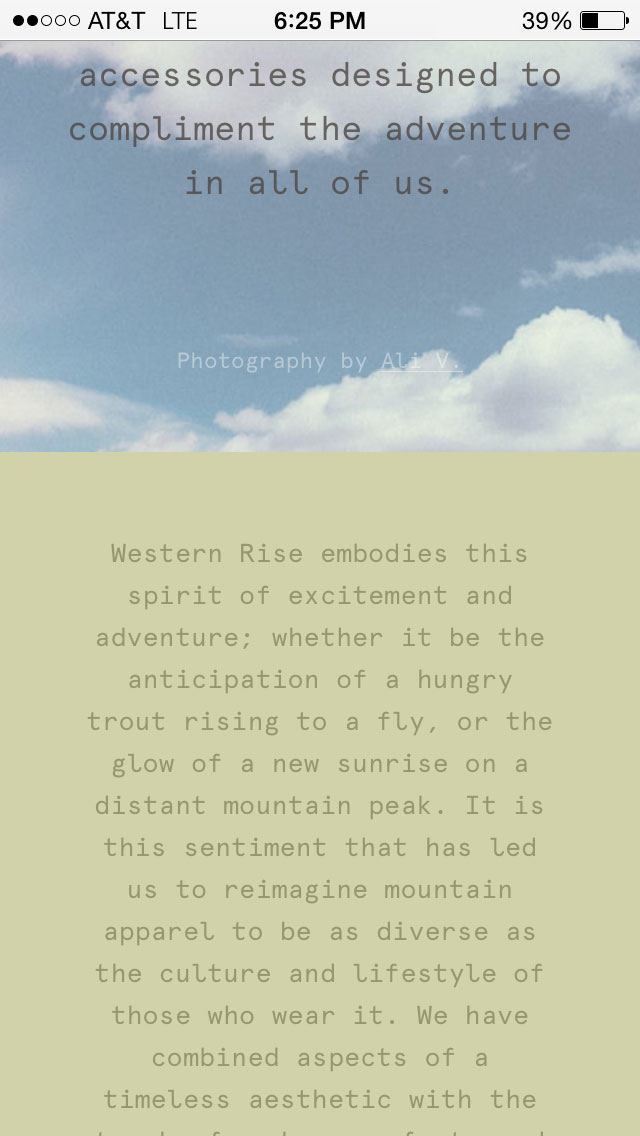 AT&T LTE 6:25 PM 39%
accessories designed to
compliment the adventure
in all of us.
Photography by Ali V.
Western Rise embodies this
spirit of excitement and
adventure; whether it be the
anticipation of a hungry
trout rising to a fly, or the
glow of a new sunrise on a
distant mountain peak. It is
this sentiment that has led
us to reimagine mountain
apparel to be as diverse as
the culture and lifestyle of
those who wear it. We have
combined aspects of a
timeless aesthetic with the